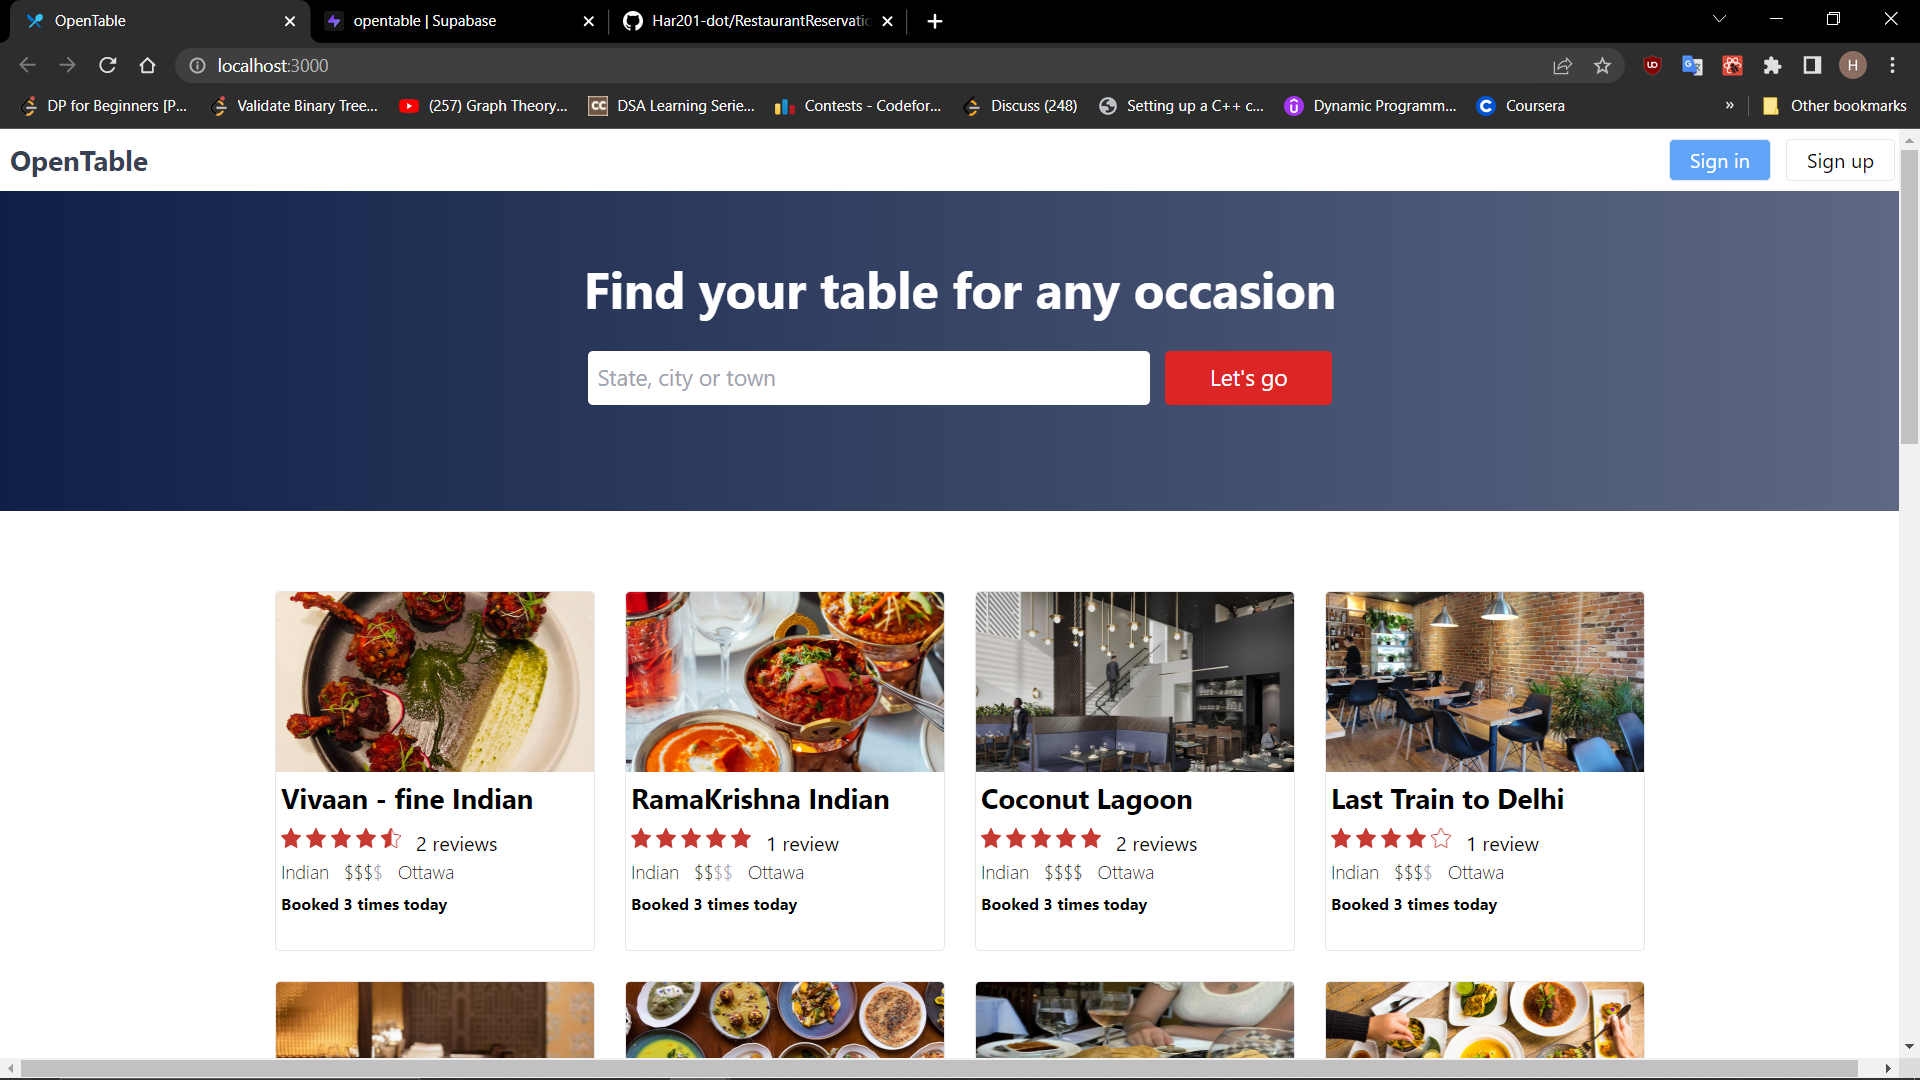 OpenTable
opentable | Supabase
Har201-dot/RestaurantReservatio
localhost:3000
H
DP for Beginners [P...
Validate Binary Tree...
(257) Graph Theory...
CC
DSA Learning Serie...
Contests - Codefor...
Discuss (248)
Setting up a C++ c...
Dynamic Programm...
Coursera
»
Other bookmarks
OpenTable
Sign in
Sign up
Find your table for any occasion
State, city or town
Let's go
Vivaan - fine Indian
2 reviews
Indian $$$$ Ottawa
Booked 3 times today
RamaKrishna Indian
1 review
Indian $$$$ Ottawa
Booked 3 times today
Coconut Lagoon
2 reviews
Indian $$$$ Ottawa
Booked 3 times today
Last Train to Delhi
1 review
Indian $$$$ Ottawa
Booked 3 times today